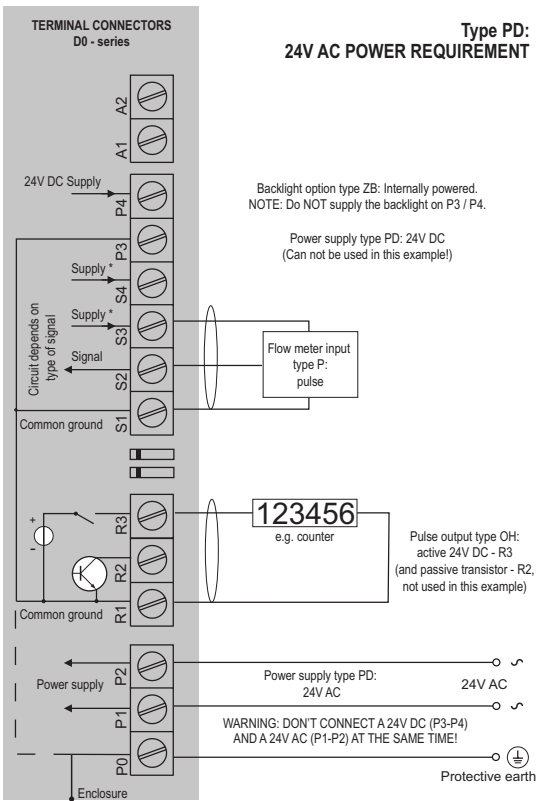 TERMINAL CONNECTORS
D0 - series
Type PD:
24V AC POWER REQUIREMENT
A2
A1
24V DC Supply
P4
Backlight option type ZB: Internally powered.
NOTE: Do NOT supply the backlight on P3 / P4.
P3
Power supply type PD: 24V DC
(Can not be used in this example!)
Supply *
S4
Supply *
S3
Circuit depends on
type of signal
Signal
S2
Flow meter input
type P:
pulse
Common ground
S1
+
-
R3
123456
e.g. counter
R2
Pulse output type OH:
active 24V DC - R3
(and passive transistor - R2,
not used in this example)
Common ground
R1
P2
Power supply
Power supply type PD:
24V AC
24V AC
P1
WARNING: DON'T CONNECT A 24V DC (P3-P4)
AND A 24V AC (P1-P2) AT THE SAME TIME!
P0
Protective earth
Enclosure